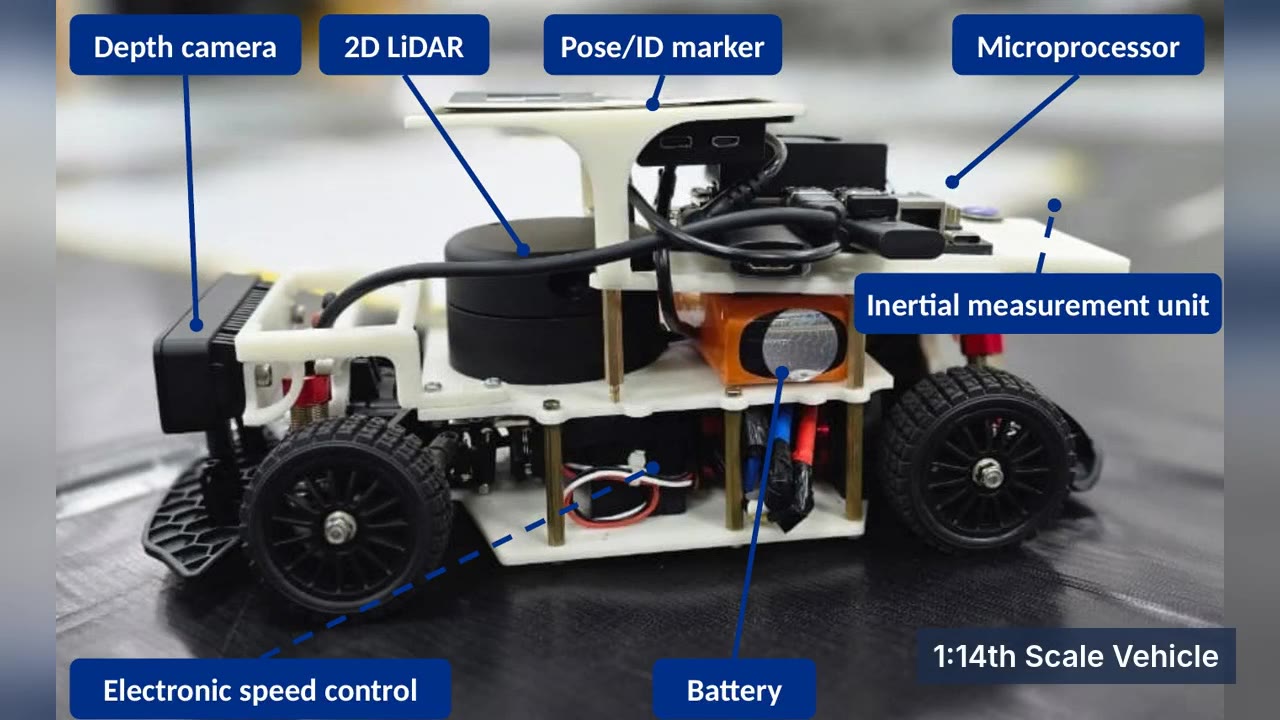 Depth camera
2D LiDAR
Pose/ID marker
Microprocessor
Inertial measurement unit
Electronic speed control
Battery
1:14th Scale Vehicle